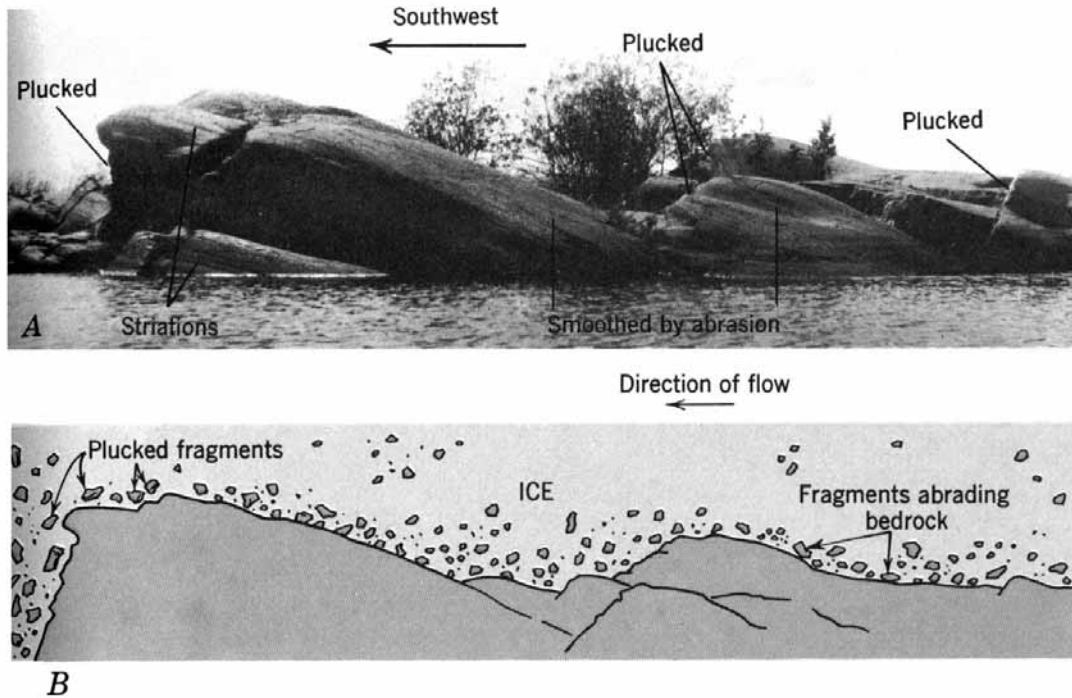 Southwest
Plucked
Plucked
Plucked
Striations
Smoothed by abrasion
A
Direction of flow
Plucked fragments
ICE
Fragments abrading
bedrock
B